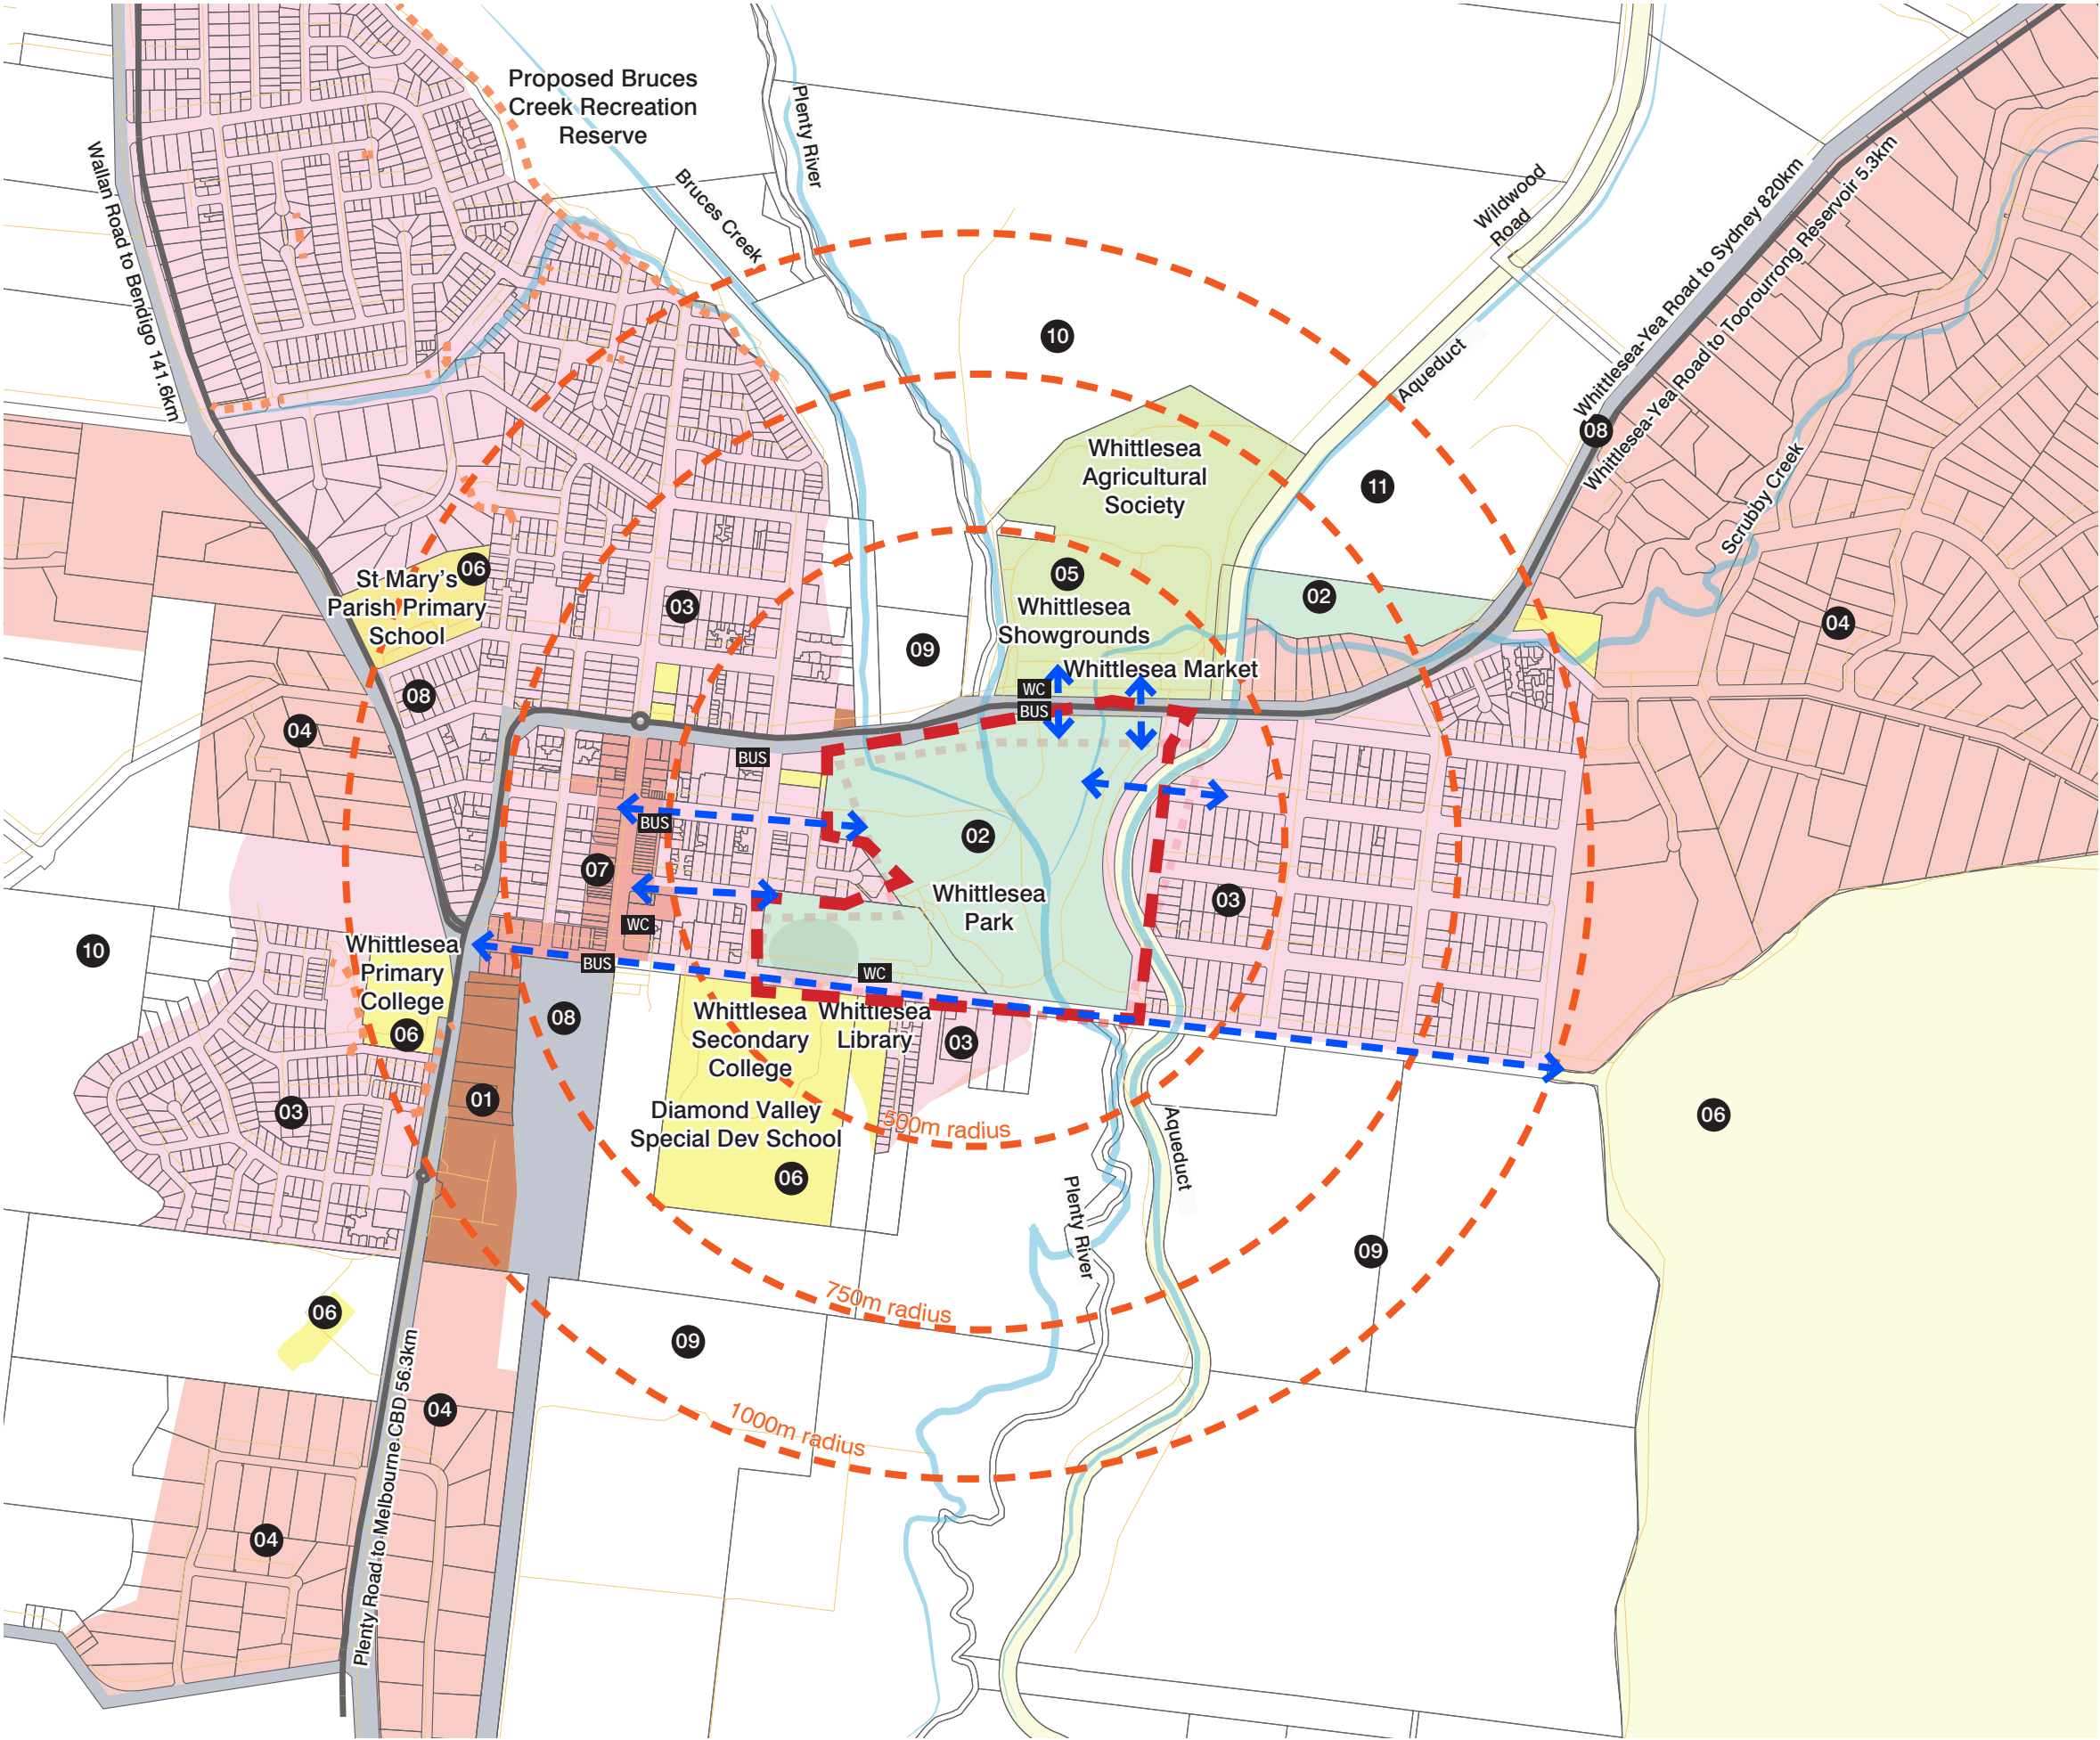 Proposed Bruces
Creek Recreation
Reserve
Plenty River
Bruces Creek
Wallan Road to Bendigo 141.6km
Wildwood
Road
Whittlesea-Yea Road to Sydney 820km
Whittlesea-Yea Road to Toorourrong Reservoir 5.3km
10
Aqueduct
08
Whittlesea
Agricultural
Society
11
Scrubby Creek
06
St Mary's
Parish Primary
School
03
05
Whittlesea
Showgrounds
02
04
09
Whittlesea Market
08
WC
BUS
04
BUS
BUS
02
07
Whittlesea
Park
03
WC
10
Whittlesea
Primary
College
06
BUS
WC
08
Whittlesea
Secondary
College
Whittlesea
Library
03
01
03
Diamond Valley
Special Dev School
500m radius
06
06
Aqueduct
Plenty River
09
750m radius
06
09
1000m radius
04
04
Plenty Road to Melbourne CBD 56.3km